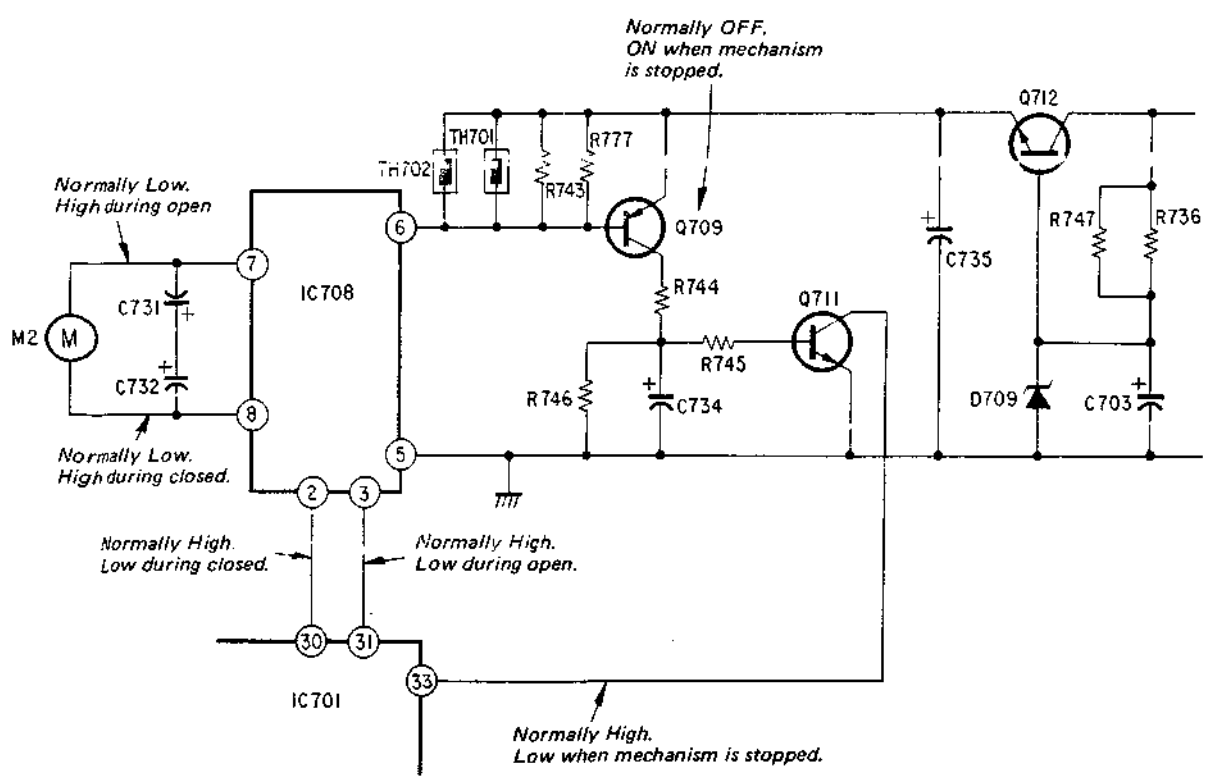 Normally OFF.
ON when mechanism
is stopped.
Q712
TH701
R777
TH702
R743
Normally Low.
High during open
6
Q709
R747
R736
C735
7
IC708
C731
+
R744
Q711
M2
M
+
C732
R745
R746
+
C734
D709
+
C703
+
8
Normally Low.
High during closed.
5
2
3
Normally High.
Low during closed.
Normally High.
Low during open.
30
31
33
IC701
Normally High.
Low when mechanism is stopped.